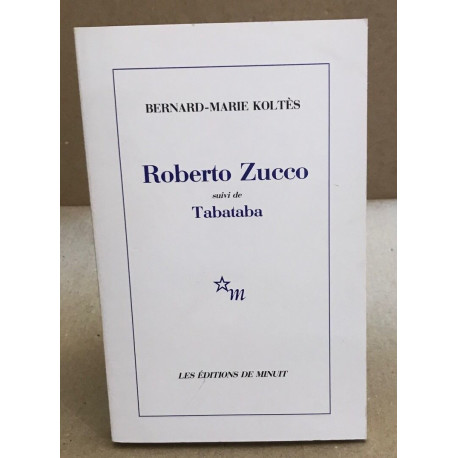 BERNARD-MARIE KOLTÈS
Roberto Zucco
suivi de
Tabataba
m
LES ÉDITIONS DE MINUIT